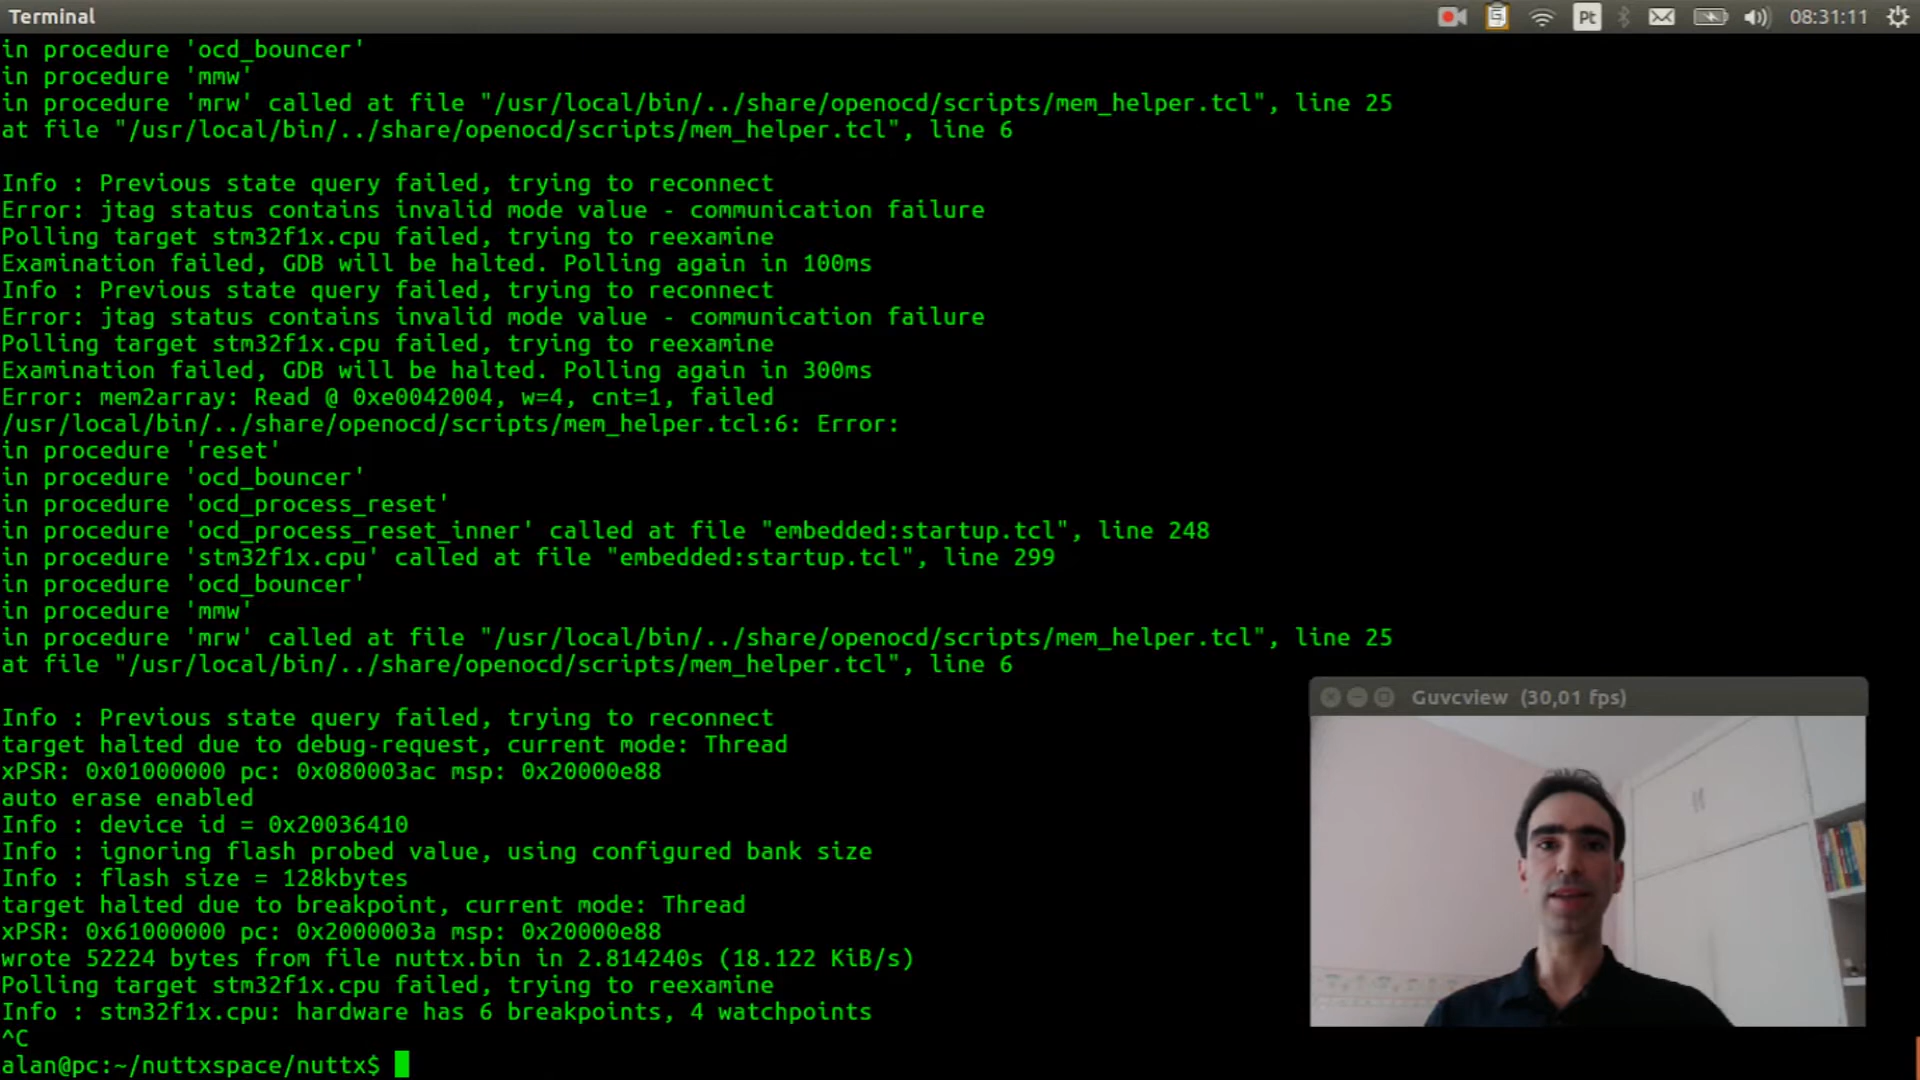 Terminal
Pt
08:31:11
in procedure 'ocd_bouncer'
in procedure 'mmw'
in procedure 'mrw' called at file "/usr/local/bin/../share/openocd/scripts/mem_helper.tcl", line 25
at file "/usr/local/bin/../share/openocd/scripts/mem_helper.tcl", line 6
Info : Previous state query failed, trying to reconnect
Error: jtag status contains invalid mode value - communication failure
Polling target stm32f1x.cpu failed, trying to reexamine
Examination failed, GDB will be halted. Polling again in 100ms
Info : Previous state query failed, trying to reconnect
Error: jtag status contains invalid mode value - communication failure
Polling target stm32f1x.cpu failed, trying to reexamine
Examination failed, GDB will be halted. Polling again in 300ms
Error: mem2array: Read @ 0xe0042004, w=4, cnt=1, failed
/usr/local/bin/../share/openocd/scripts/mem_helper.tcl:6: Error:
in procedure 'reset'
in procedure 'ocd_bouncer'
in procedure 'ocd_process_reset'
in procedure 'ocd_process_reset_inner' called at file "embedded:startup.tcl", line 248
in procedure 'stm32f1x.cpu' called at file "embedded:startup.tcl", line 299
in procedure 'ocd_bouncer'
in procedure 'mmw'
in procedure 'mrw' called at file "/usr/local/bin/../share/openocd/scripts/mem_helper.tcl", line 25
at file "/usr/local/bin/../share/openocd/scripts/mem_helper.tcl", line 6
Info : Previous state query failed, trying to reconnect
target halted due to debug-request, current mode: Thread
xPSR: 0x01000000 pc: 0x080003ac msp: 0x20000e88
auto erase enabled
Info : device id = 0x20036410
Info : ignoring flash probed value, using configured bank size
Info : flash size = 128kbytes
target halted due to breakpoint, current mode: Thread
xPSR: 0x61000000 pc: 0x2000003a msp: 0x20000e88
wrote 52224 bytes from file nuttx.bin in 2.814240s (18.122 KiB/s)
Polling target stm32f1x.cpu failed, trying to reexamine
Info : stm32f1x.cpu: hardware has 6 breakpoints, 4 watchpoints
^C
alan@pc:~/nuttxspace/nuttx$
Guvcview (30,01 fps)